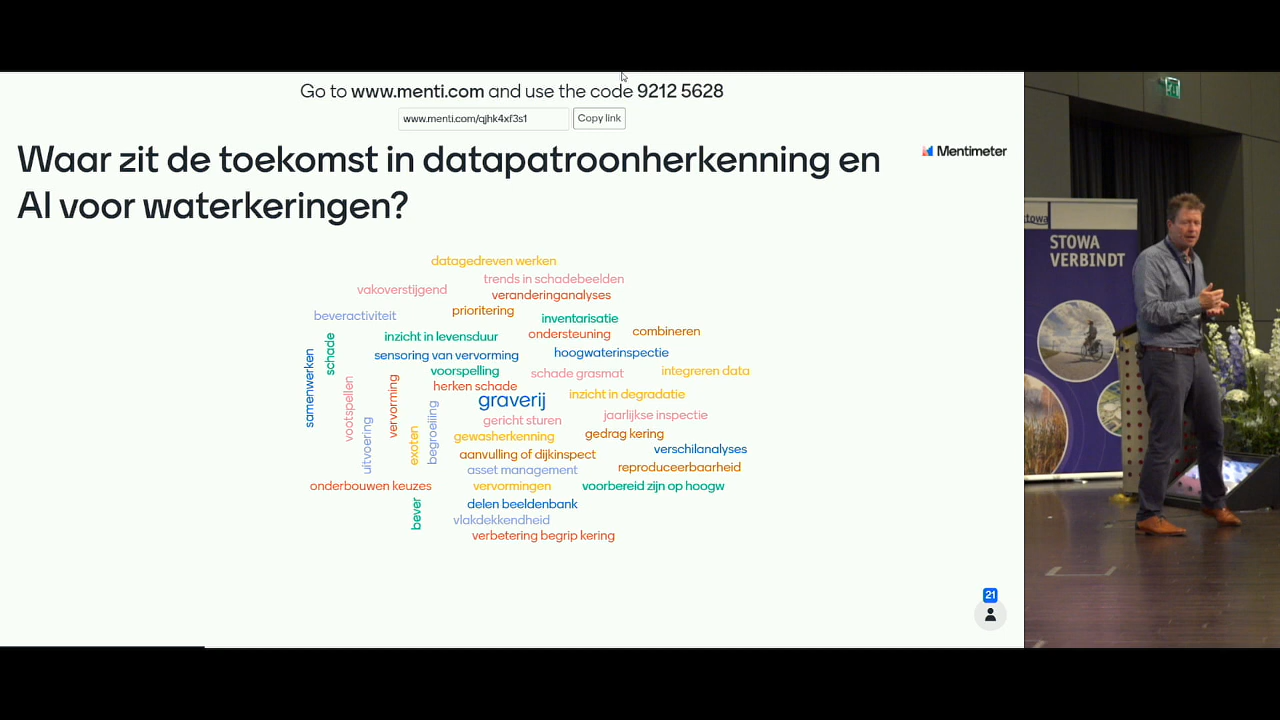 Go to www.menti.com and use the code 9212 5628
www.menti.com/qjhk4xf3s1
Copy link
Waar zit de toekomst in datapatroonherkenning en
AI voor waterkeringen?
Mentimeter
datagedreven werken
trends in schadebeelden
vakoverstijgend
veranderinganalyses
prioritering
beveractiviteit
inventarisatie
inzicht in levensduur
ondersteuning
combineren
schade
samenwerken
sensoring van vervorming
hoogwaterinspectie
voorspelling
schade grasmat
integreren data
vootspellen
vervorming
herken schade
graverij
inzicht in degradatie
uitvoering
exoten
begroeiing
gericht sturen
jaarlijkse inspectie
gewasherkenning
gedrag kering
aanvulling of dijkinspect
verschilanalyses
asset management
reproduceerbaarheid
onderbouwen keuzes
vervormingen
voorbereid zijn op hoogw
bever
delen beeldenbank
vlakdekkendheid
verbetering begrip kering
21
stowa
STOWA
VERBINDT